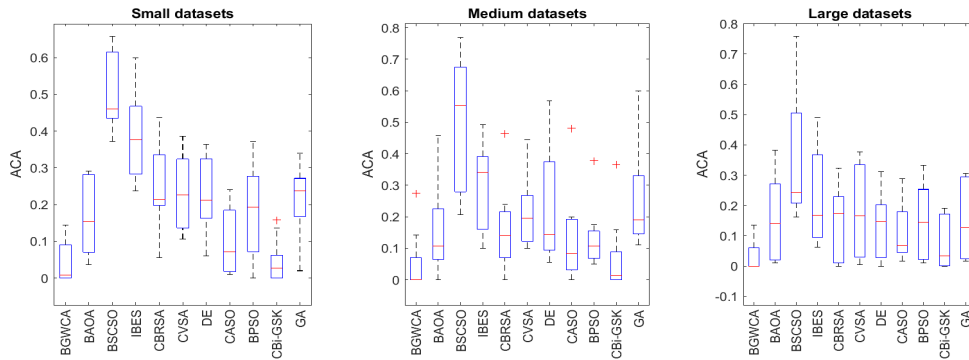 Small datasets
ACA
0.6
0.5
0.4
0.3
0.2
0.1
0
BGWCA
BAOA
BSCSO
IBES
CBRSA
CVSA
DE
CASO
BPSO
CBi-GSK
GA
Medium datasets
ACA
0.8
0.7
0.6
0.5
0.4
0.3
0.2
0.1
0
BGWCA
BAOA
BSCSO
IBES
CBRSA
CVSA
DE
CASO
BPSO
CBi-GSK
GA
Large datasets
ACA
0.8
0.7
0.6
0.5
0.4
0.3
0.2
0.1
0
-0.1
BGWCA
BAOA
BSCSO
IBES
CBRSA
CVSA
DE
CASO
BPSO
CBi-GSK
GA